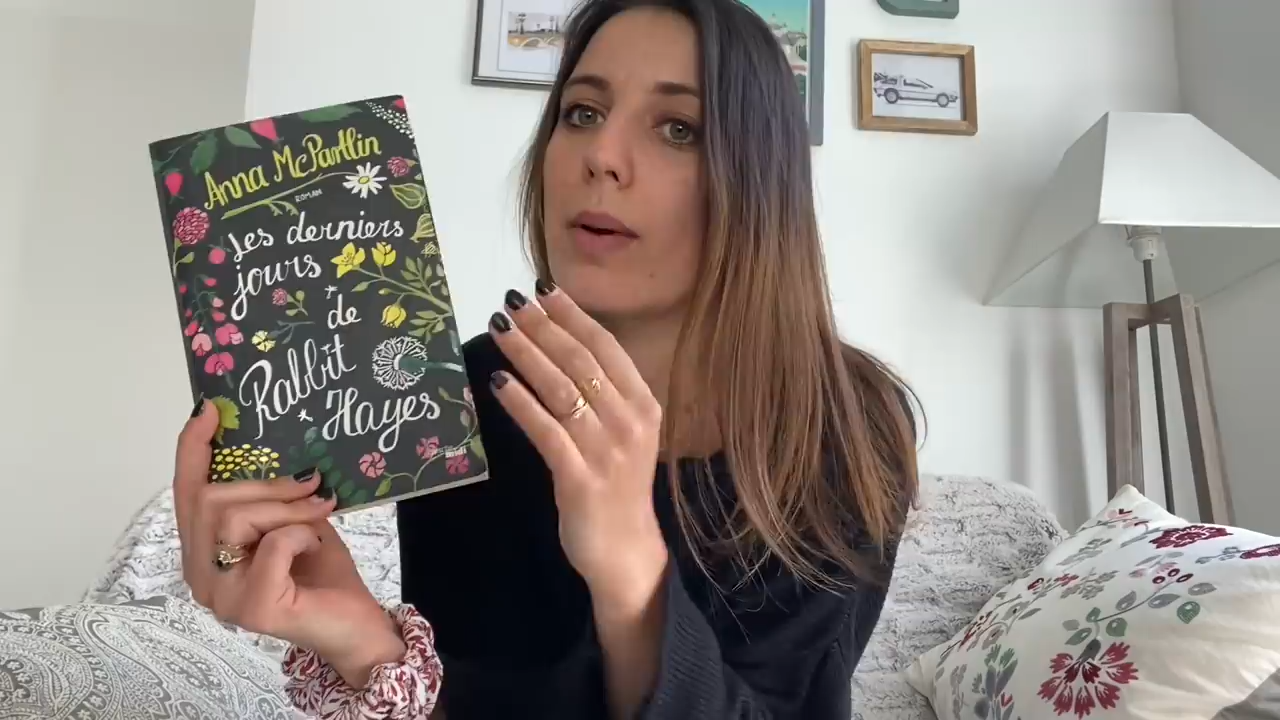 Anna McPartlin
ROMAN
Les derniers
jours
de
Rabbit
Hayes